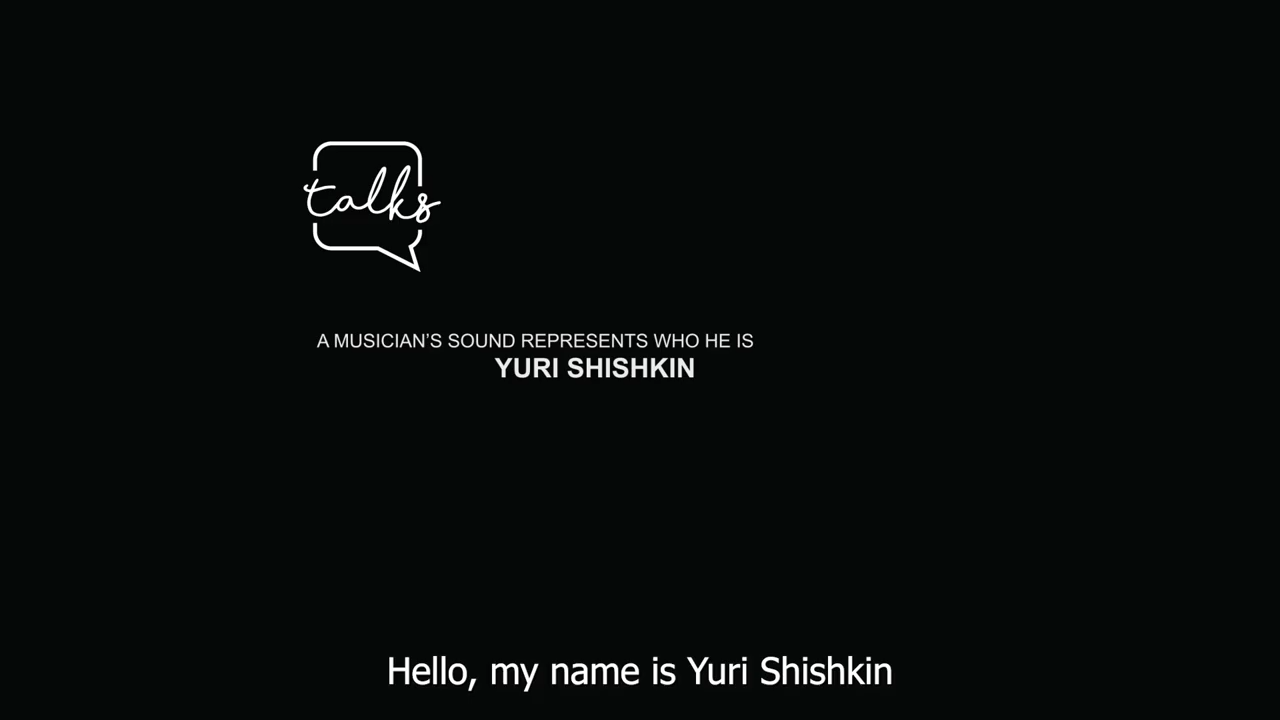 talks
A MUSICIAN'S SOUND REPRESENTS WHO HE IS
YURI SHISHKIN
Hello, my name is Yuri Shishkin